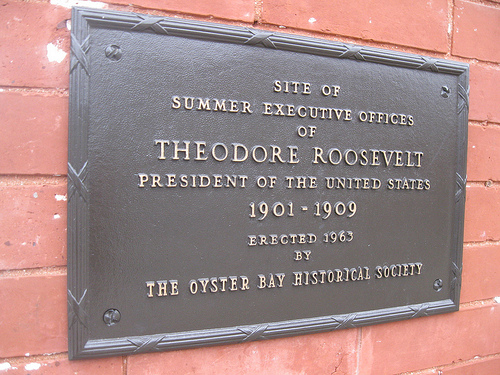 SITE OF
SUMMER EXECUTIVE OFFICES
OF
THEODORE ROOSEVELT
PRESIDENT OF THE UNITED STATES
1901 - 1909
ERECTED 1963
BY
THE OYSTER BAY HISTORICAL SOCIETY